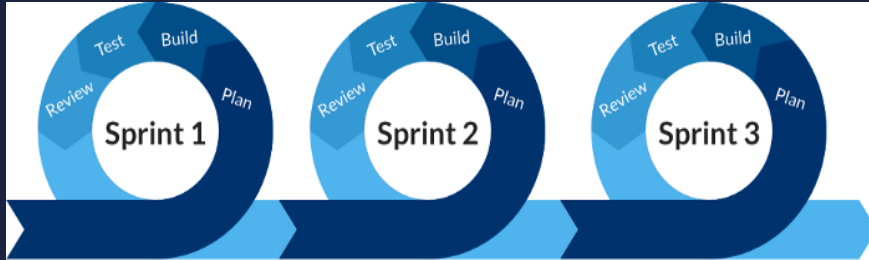 Review
Test
Build
Plan
Sprint 1
Review
Test
Build
Plan
Sprint 2
Review
Test
Build
Plan
Sprint 3